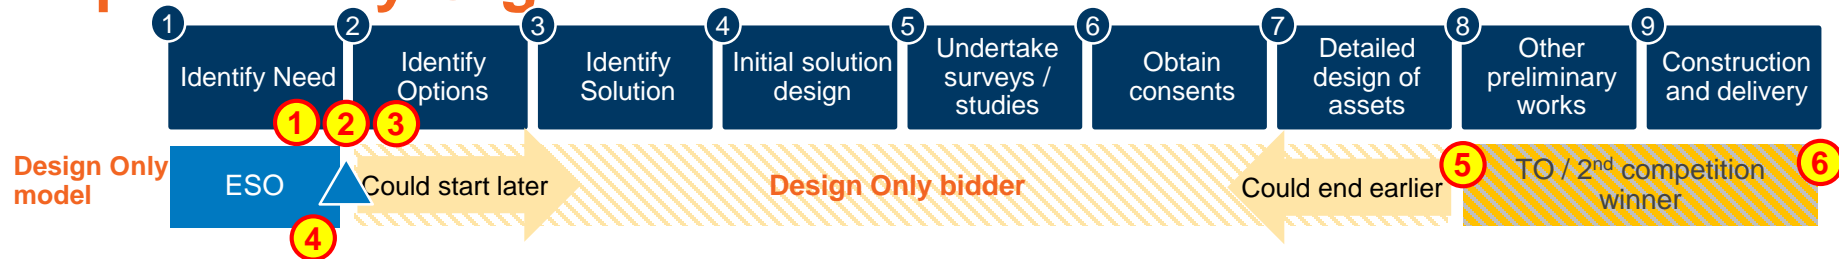 1
Identify Need
2
Identify
Options
3
Identify
Solution
4
Initial solution
design
5
Undertake
surveys /
studies
6
Obtain
consents
7
Detailed
design of
assets
8
Other
preliminary
works
9
Construction
and delivery
1
2
3
Design Only
model
ESO
Could start later
Design Only bidder
Could end earlier
5
TO / 2nd competition
winner
6
4